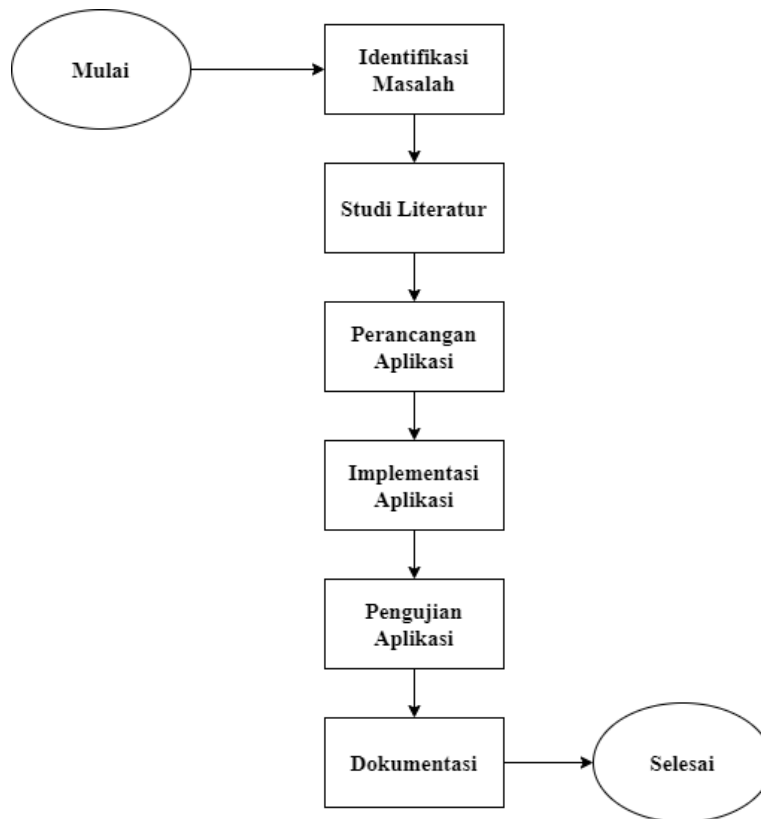 Mulai
Identifikasi
Masalah
Studi Literatur
Perancangan
Aplikasi
Implementasi
Aplikasi
Pengujian
Aplikasi
Dokumentasi
Selesai